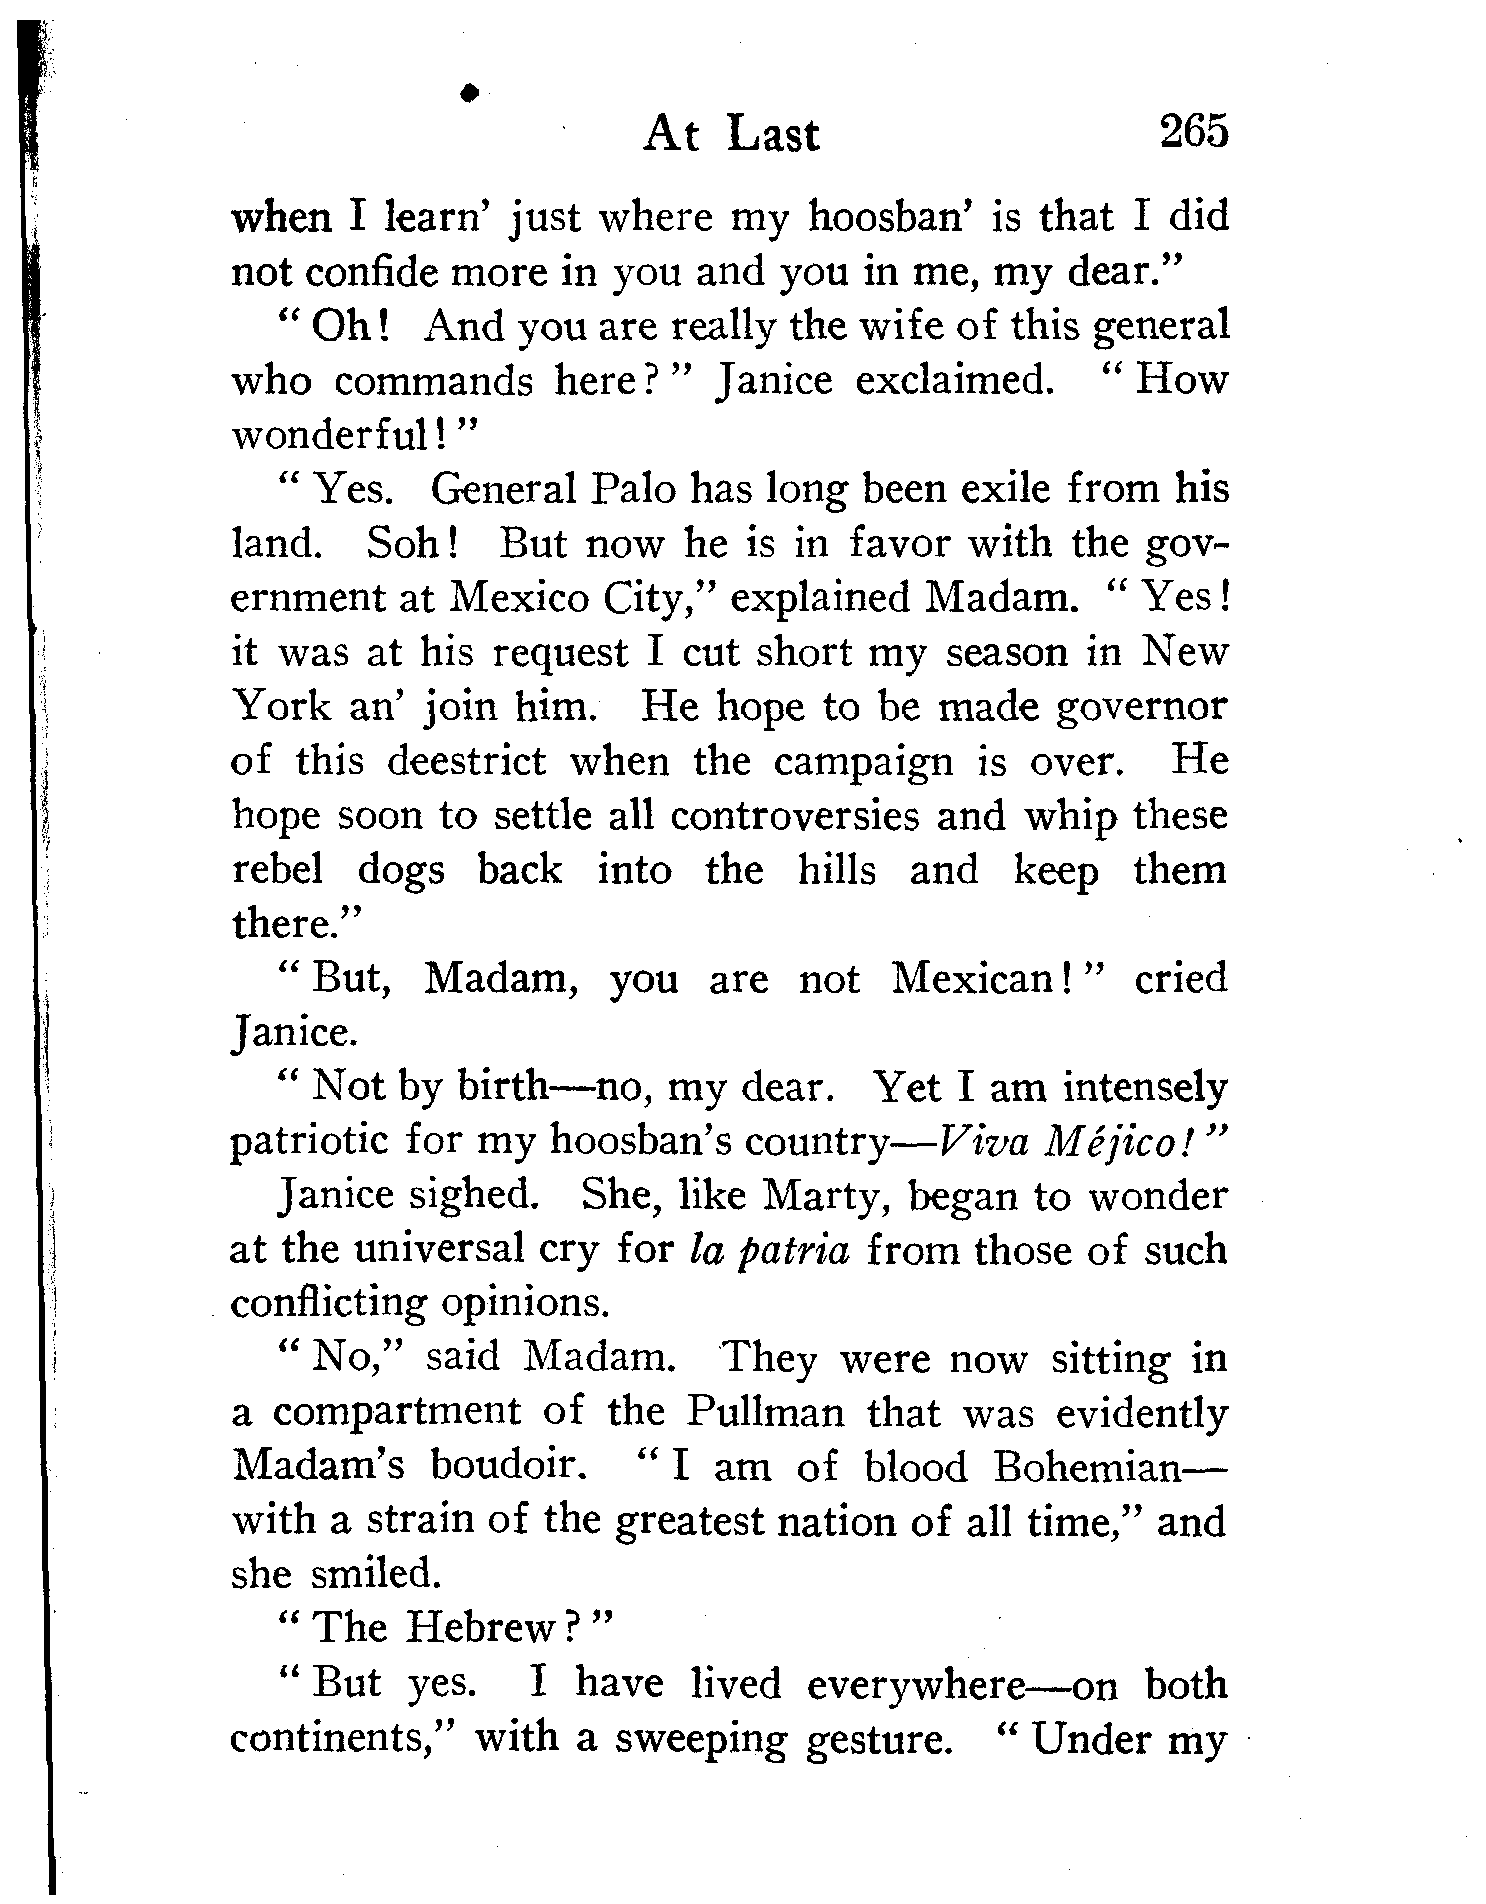 At Last 265
when I learn' just where my hoosban' is that I did
not confide more in you and you in me, my dear."
" Oh! And you are really the wife of this general
who commands here? " Janice exclaimed. " How
wonderful! "
" Yes. General Palo has long been exile from his
land. Soh! But now he is in favor with the gov-
ernment at Mexico City," explained Madam. " Yes!
it was at his request I cut short my season in New
York an' join him. He hope to be made governor
of this deestrict when the campaign is over. He
hope soon to settle all controversies and whip these
rebel dogs back into the hills and keep them
there."
" But, Madam, you are not Mexican! " cried
Janice.
" Not by birth—no, my dear. Yet I am intensely
patriotic for my hoosban's country—Viva Méjico! "
Janice sighed. She, like Marty, began to wonder
at the universal cry for la patria from those of such
conflicting opinions.
" No," said Madam. They were now sitting in
a compartment of the Pullman that was evidently
Madam's boudoir. " I am of blood Bohemian—
with a strain of the greatest nation of all time," and
she smiled.
" The Hebrew? "
" But yes. I have lived everywhere—on both
continents," with a sweeping gesture. " Under my